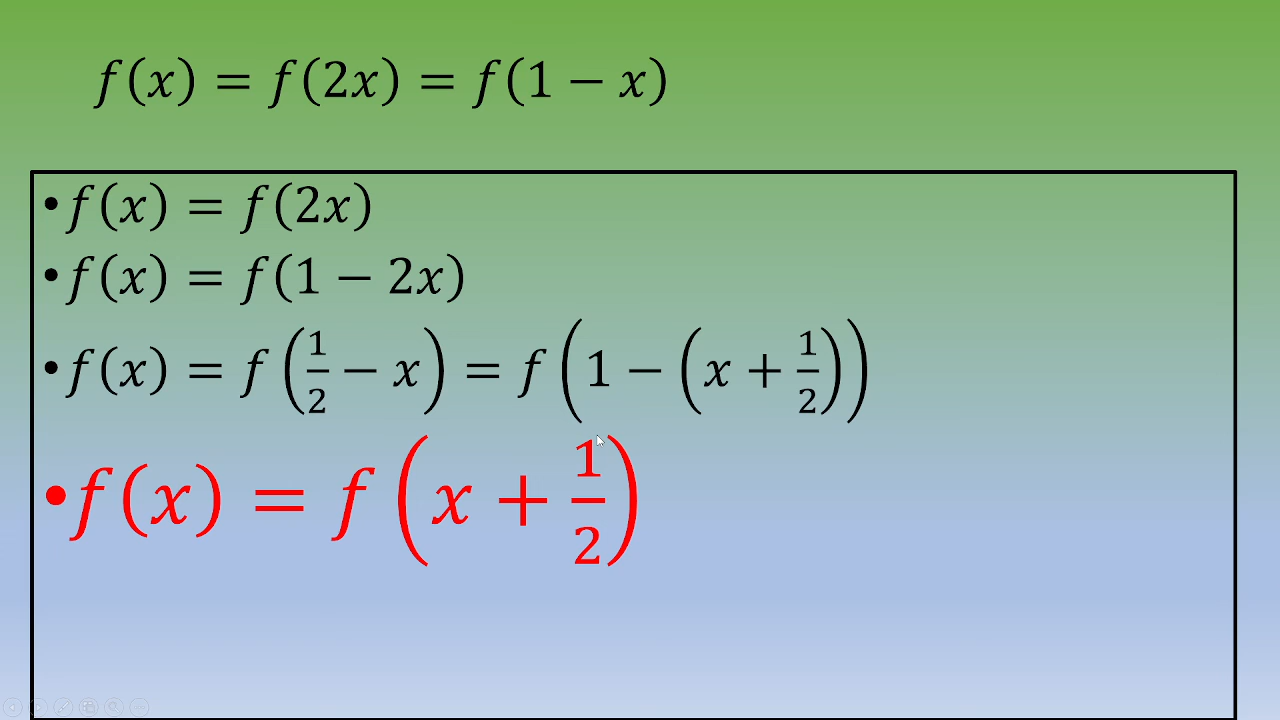 f(x) = f(2x) = f(1 − x)
•f(x) = f(2x)
•f(x) = f(1 − 2x)
•f(x) = f(1/2 − x) = f(1 − (x + 1/2))
•f(x) = f(x + 1/2)